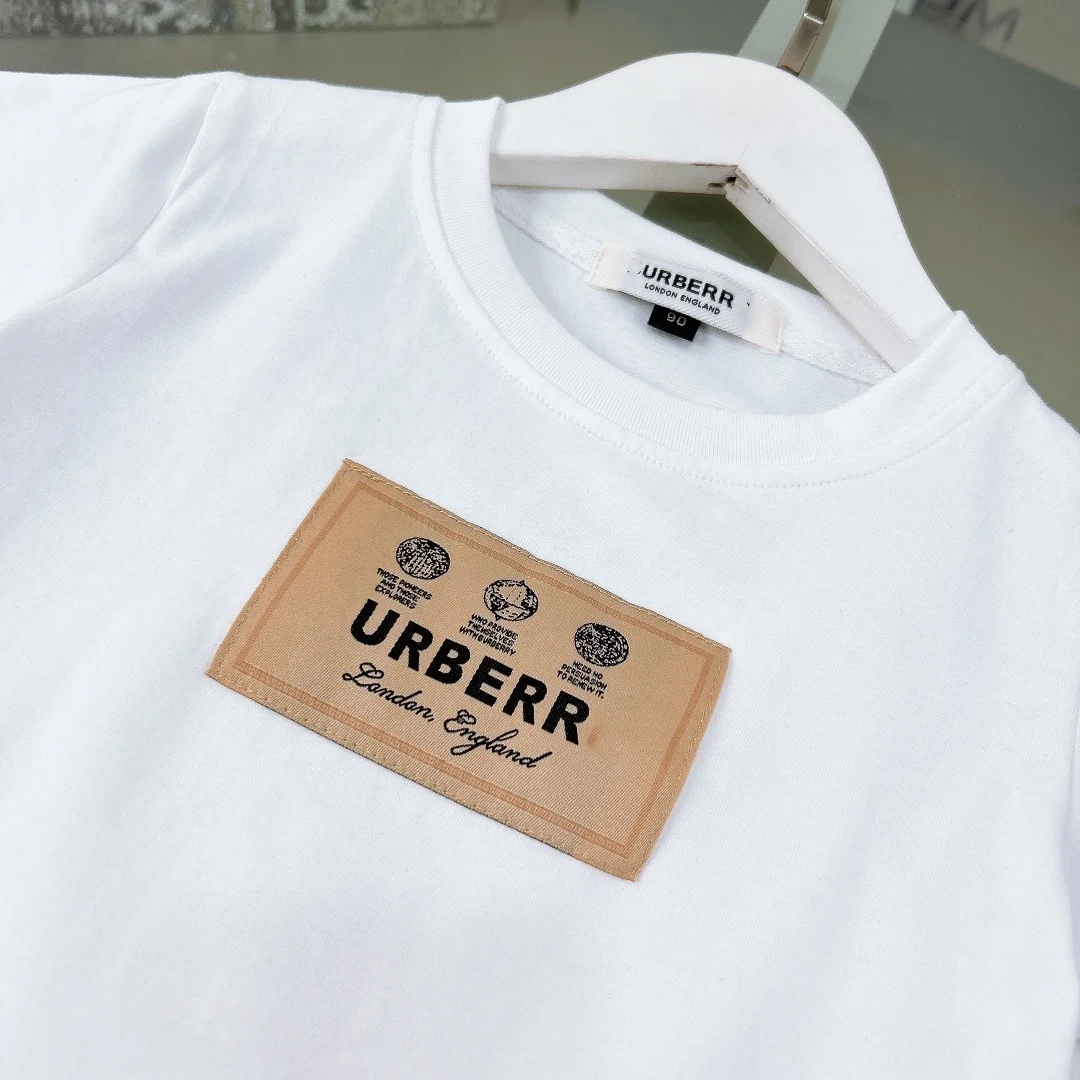 URBERR
LONDON ENGLAND
90
THOSE PIONEERS
AND THOSE
EXPLORERS
WHO PROVIDE
THEMSELVES
WITH BURBERRY
NEED NO
PERSUASION
TO RENEW IT.
URBERR
London, England